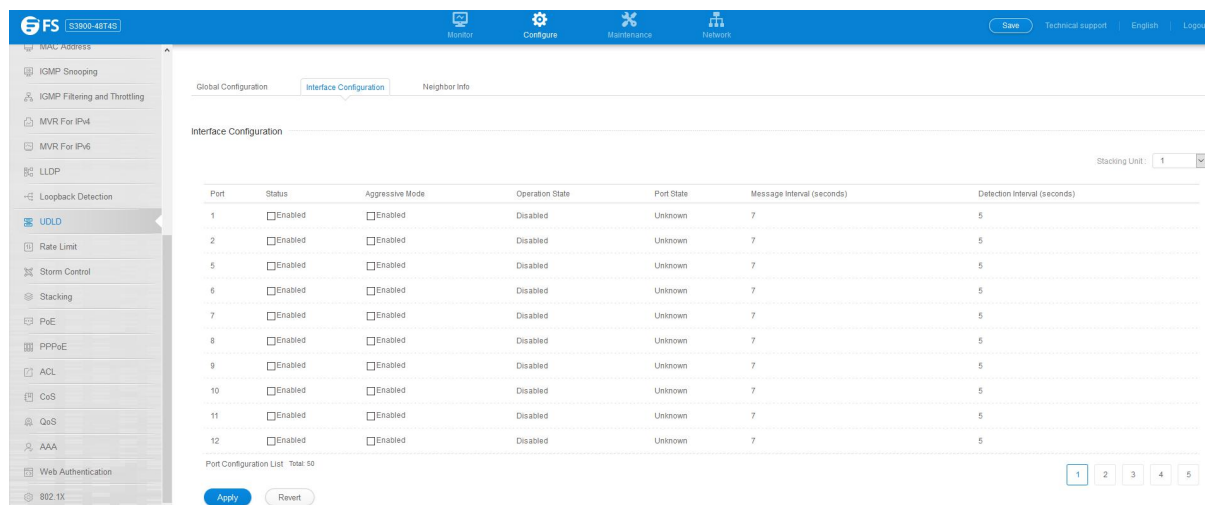 FS S3900-48T4S
Monitor
Configure
Maintenance
Network
Save
Technical support
English
Logou
MAC Address
IGMP Snooping
IGMP Filtering and Throttling
MVR For IPv4
MVR For IPv6
LLDP
Loopback Detection
UDLD
Rate Limit
Storm Control
Stacking
PoE
PPPoE
ACL
CoS
QoS
AAA
Web Authentication
802.1X
Global Configuration Interface Configuration Neighbor Info
Interface Configuration
Stacking Unit : 1
Port Status Aggressive Mode Operation State Port State Message Interval (seconds) Detection Interval (seconds)
1 Enabled Enabled Disabled Unknown 7 5
2 Enabled Enabled Disabled Unknown 7 5
5 Enabled Enabled Disabled Unknown 7 5
6 Enabled Enabled Disabled Unknown 7 5
7 Enabled Enabled Disabled Unknown 7 5
8 Enabled Enabled Disabled Unknown 7 5
9 Enabled Enabled Disabled Unknown 7 5
10 Enabled Enabled Disabled Unknown 7 5
11 Enabled Enabled Disabled Unknown 7 5
12 Enabled Enabled Disabled Unknown 7 5
Port Configuration List Total: 50
1 2 3 4 5
Apply Revert